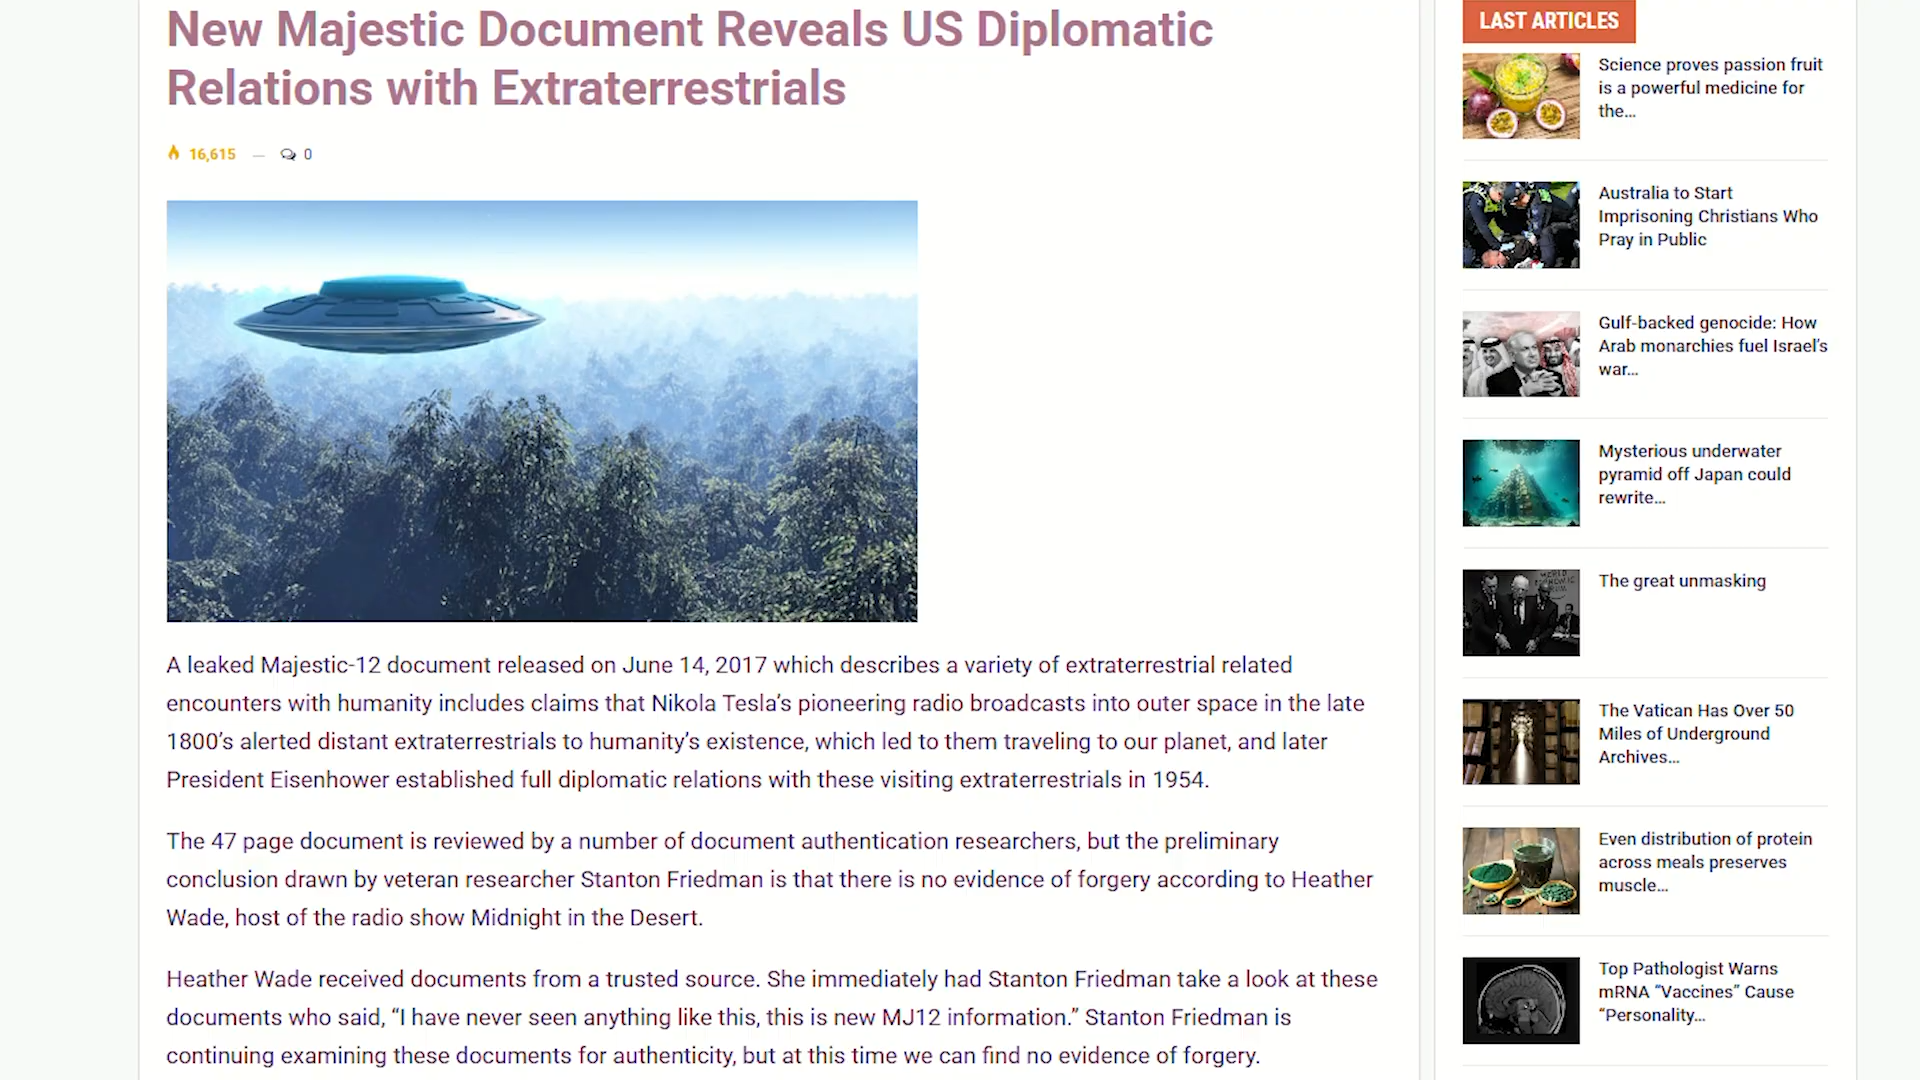 New Majestic Document Reveals US Diplomatic
Relations with Extraterrestrials
16,615 — 0
A leaked Majestic-12 document released on June 14, 2017 which describes a variety of extraterrestrial related
encounters with humanity includes claims that Nikola Tesla’s pioneering radio broadcasts into outer space in the late
1800’s alerted distant extraterrestrials to humanity’s existence, which led to them traveling to our planet, and later
President Eisenhower established full diplomatic relations with these visiting extraterrestrials in 1954.
The 47 page document is reviewed by a number of document authentication researchers, but the preliminary
conclusion drawn by veteran researcher Stanton Friedman is that there is no evidence of forgery according to Heather
Wade, host of the radio show Midnight in the Desert.
Heather Wade received documents from a trusted source. She immediately had Stanton Friedman take a look at these
documents who said, “I have never seen anything like this, this is new MJ12 information.” Stanton Friedman is
continuing examining these documents for authenticity, but at this time we can find no evidence of forgery.
LAST ARTICLES
Science proves passion fruit
is a powerful medicine for
the...
Australia to Start
Imprisoning Christians Who
Pray in Public
Gulf-backed genocide: How
Arab monarchies fuel Israel’s
war...
Mysterious underwater
pyramid off Japan could
rewrite...
The great unmasking
The Vatican Has Over 50
Miles of Underground
Archives...
Even distribution of protein
across meals preserves
muscle...
Top Pathologist Warns
mRNA “Vaccines” Cause
“Personality...